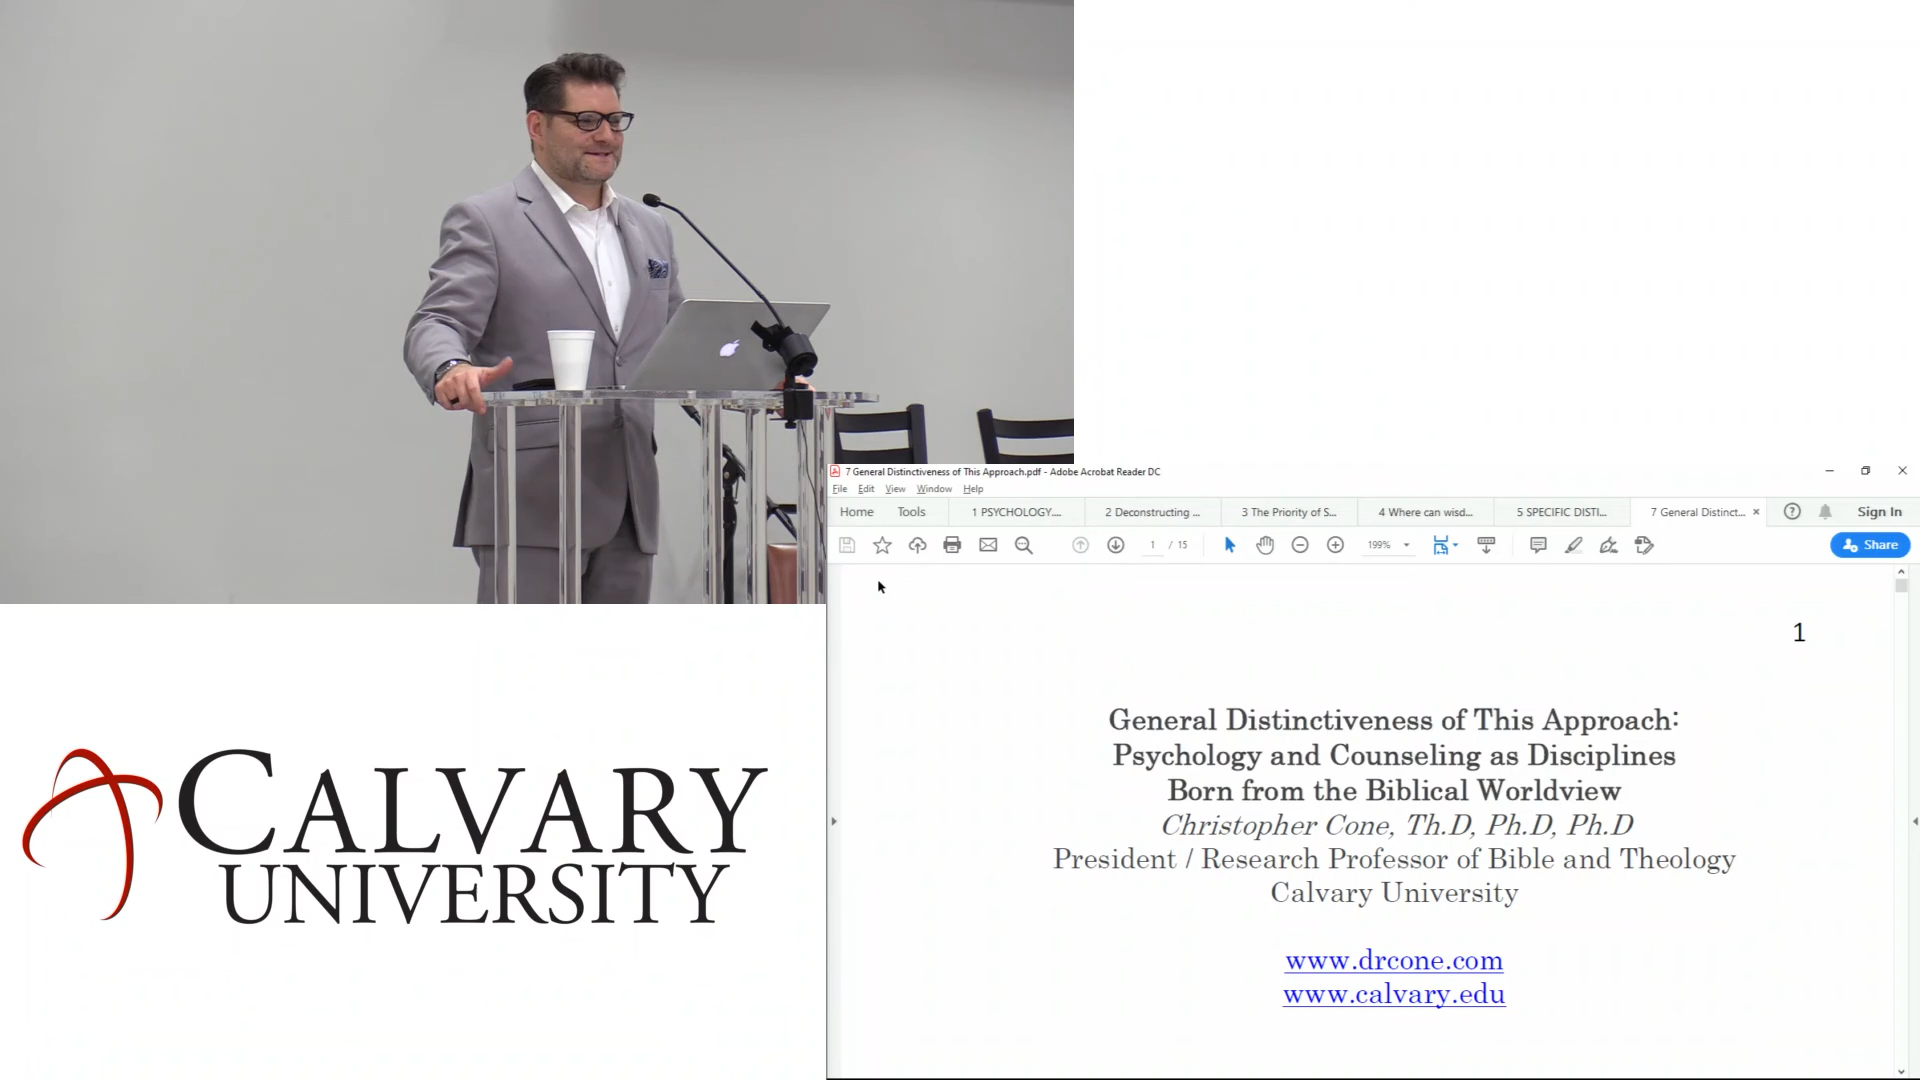 7 General Distinctiveness of This Approach.pdf - Adobe Acrobat Reader DC
File Edit View Window Help
Home Tools 1 PSYCHOLOGY.... 2 Deconstructing ... 3 The Priority of S... 4 Where can wisd... 5 SPECIFIC DISTI... 7 General Distinct... × Sign In
1 / 15 199% Share
1
General Distinctiveness of This Approach:
Psychology and Counseling as Disciplines
Born from the Biblical Worldview
Christopher Cone, Th.D, Ph.D, Ph.D
President / Research Professor of Bible and Theology
Calvary University
www.drcone.com
www.calvary.edu
CALVARY
UNIVERSITY